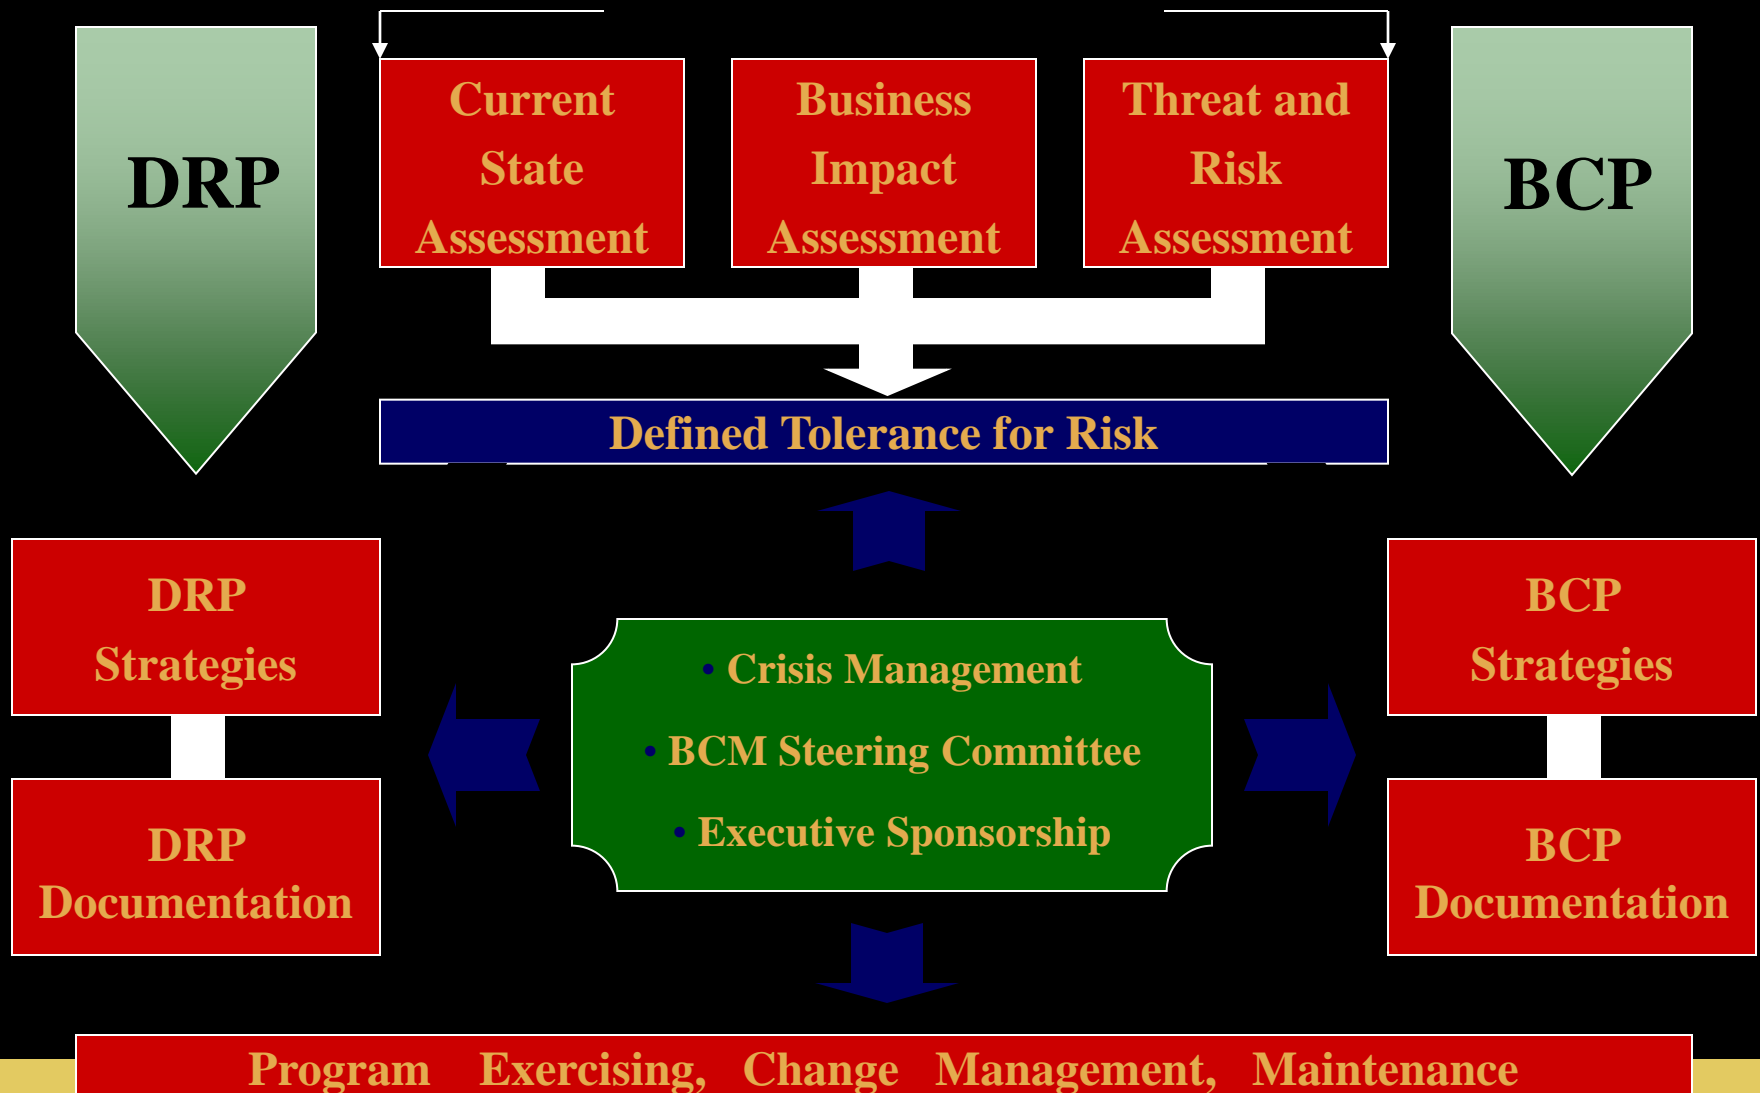 DRP
Current
State
Assessment
Business
Impact
Assessment
Threat and
Risk
Assessment
BCP
Defined Tolerance for Risk
DRP
Strategies
• Crisis Management
• BCM Steering Committee
• Executive Sponsorship
BCP
Strategies
DRP
Documentation
BCP
Documentation
Program Exercising, Change Management, Maintenance